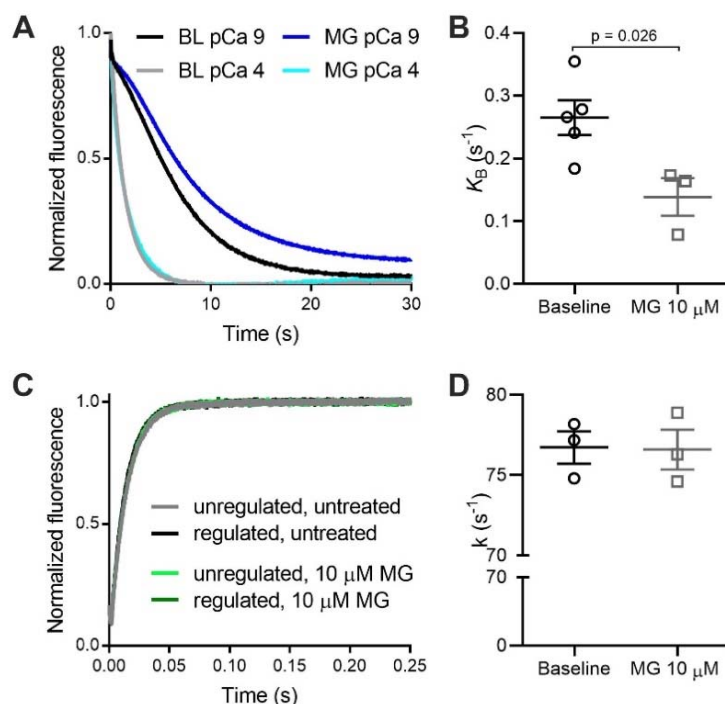 A
BL pCa 9
MG pCa 9
BL pCa 4
MG pCa 4
1.0
0.5
0.0
Normalized fluorescence
0
10
20
30
Time (s)
B
p = 0.026
0.4
0.3
0.2
0.1
0.0
K_B (s⁻¹)
Baseline
MG 10 μM
C
1.0
0.5
0.0
Normalized fluorescence
unregulated, untreated
regulated, untreated
unregulated, 10 μM MG
regulated, 10 μM MG
0.00
0.05
0.10
0.15
0.20
0.25
Time (s)
D
80
75
70
70
0
k (s⁻¹)
Baseline
MG 10 μM